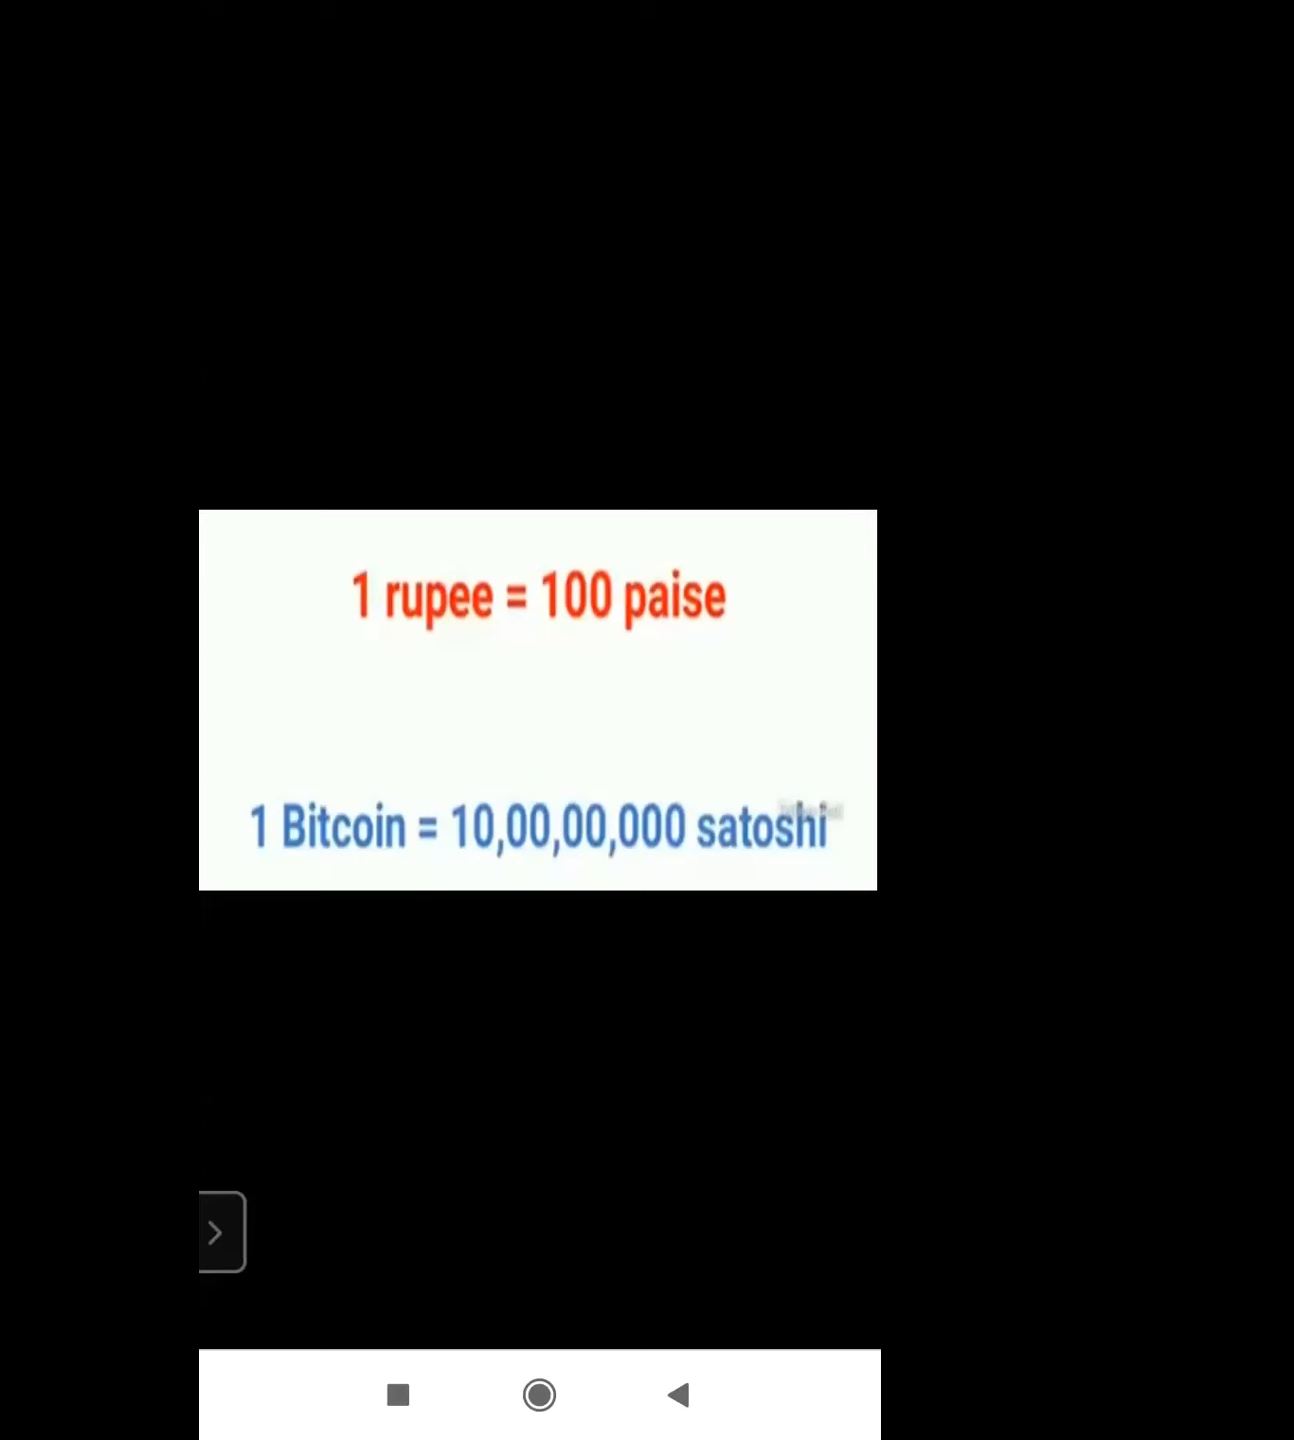 1 rupee = 100 paise
1 Bitcoin = 10,00,00,000 satoshi